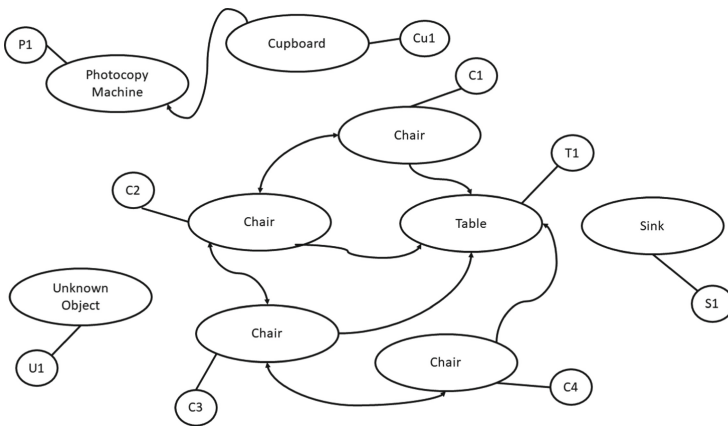 P1
Cupboard
Cu1
Photocopy
Machine
C1
Chair
T1
C2
Chair
Table
Sink
Unknown
Object
S1
Chair
Chair
U1
C4
C3